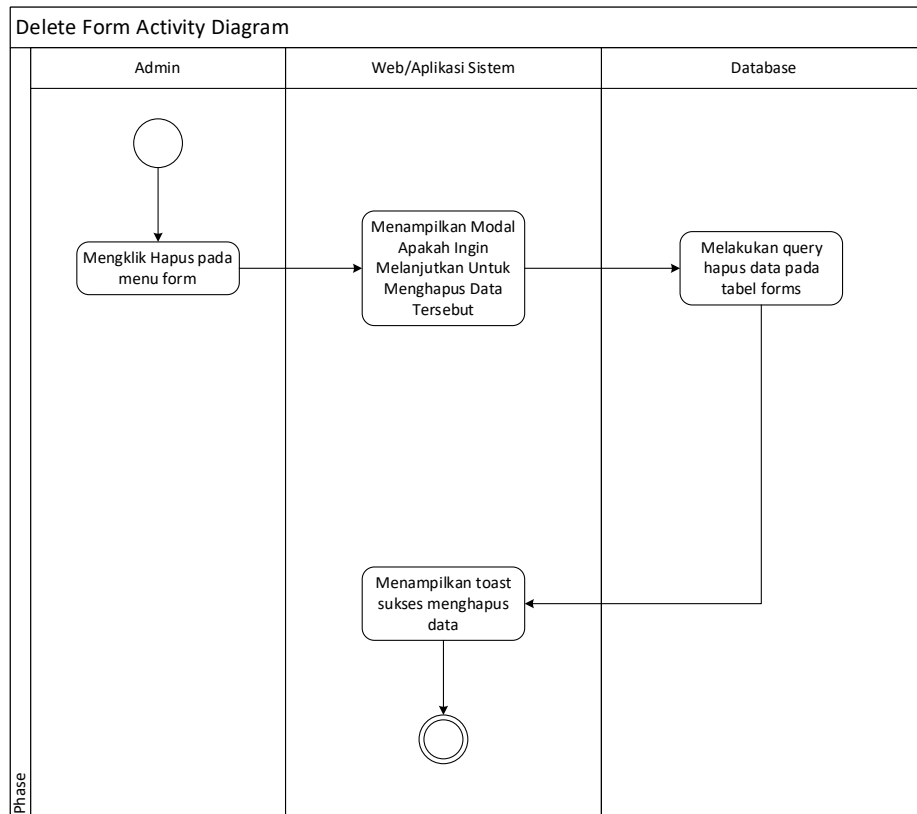 Delete Form Activity Diagram
Admin
Web/Aplikasi Sistem
Database
Mengklik Hapus pada
menu form
Menampilkan Modal
Apakah Ingin
Melanjutkan Untuk
Menghapus Data
Tersebut
Melakukan query
hapus data pada
tabel forms
Menampilkan toast
sukses menghapus
data
Phase